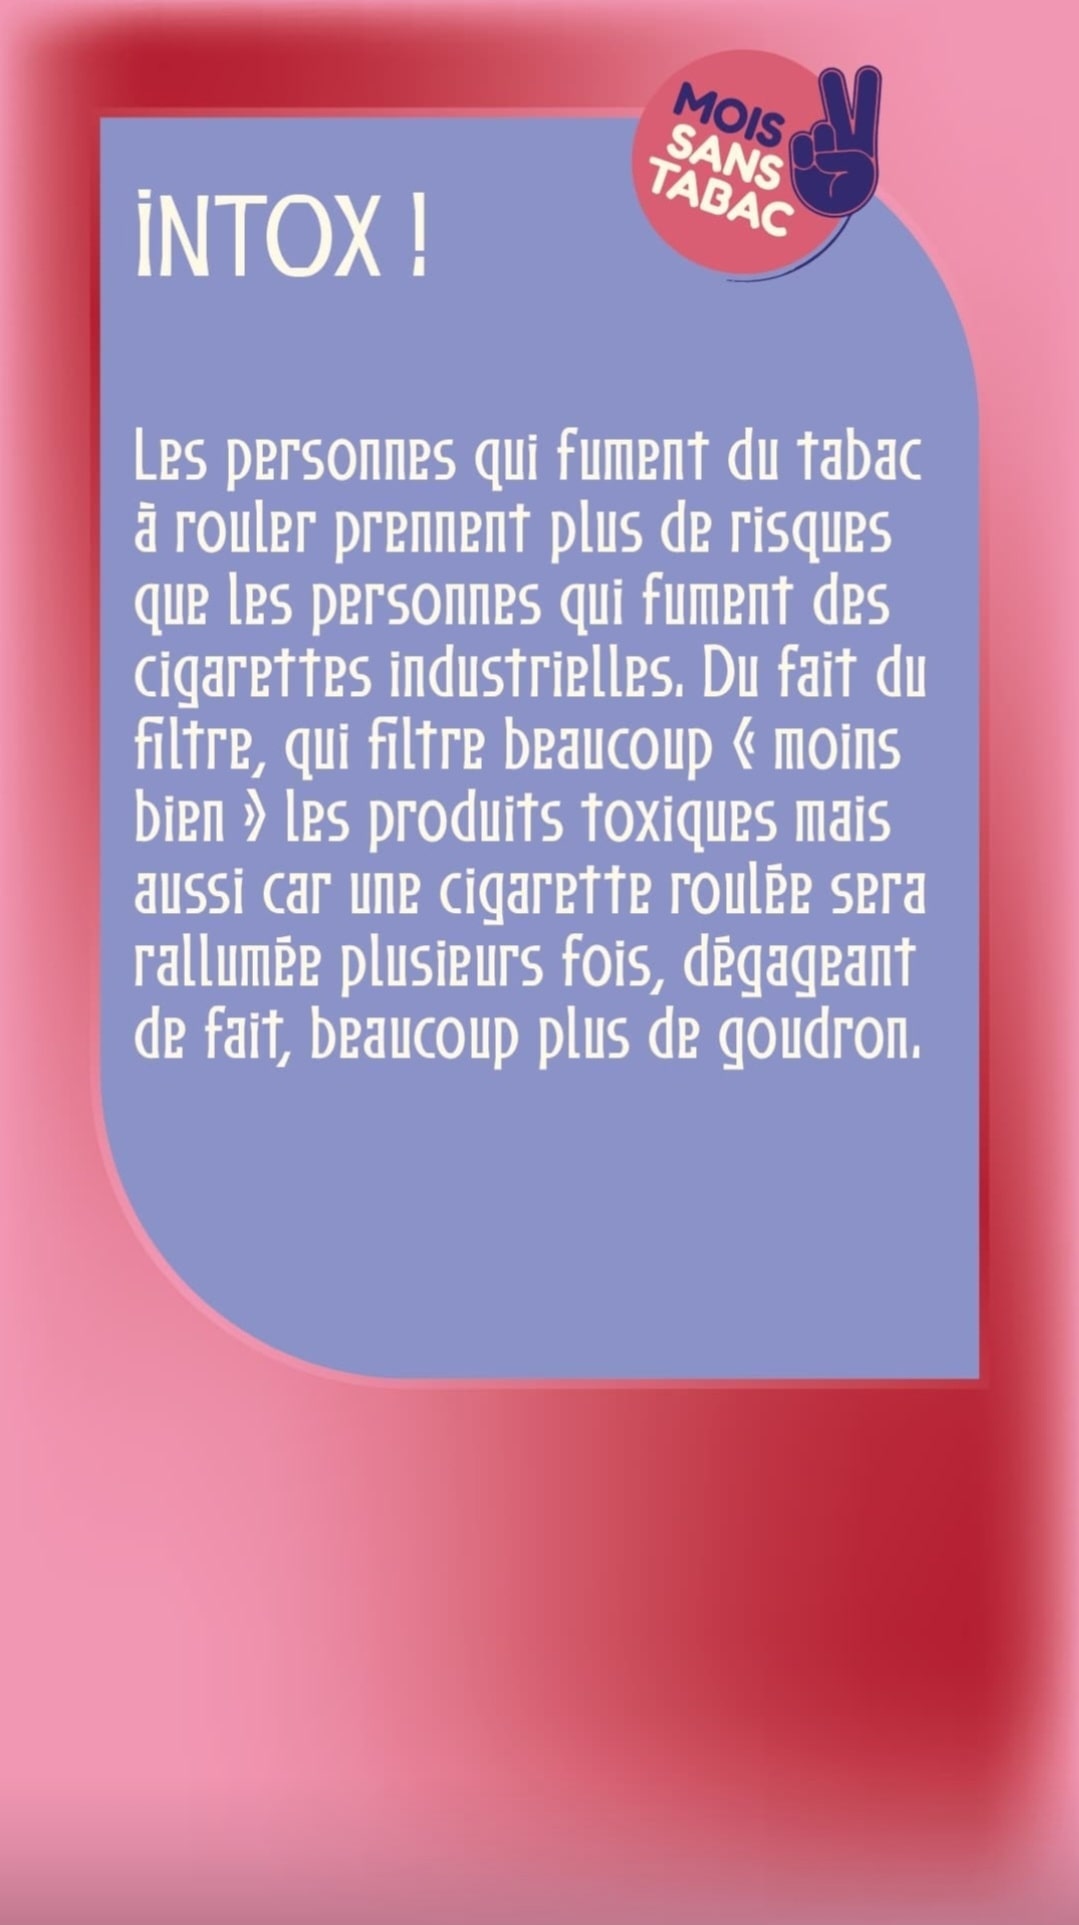 MOIS
SANS
TABAC
iNTOX !
Les personnes qui fument du tabac
à rouler prennent plus de risques
que les personnes qui fument des
cigarettes industrielles. Du fait du
filtre, qui filtre beaucoup « moins
bien » les produits toxiques mais
aussi car une cigarette roulée sera
rallumée plusieurs fois, dégageant
de fait, beaucoup plus de goudron.